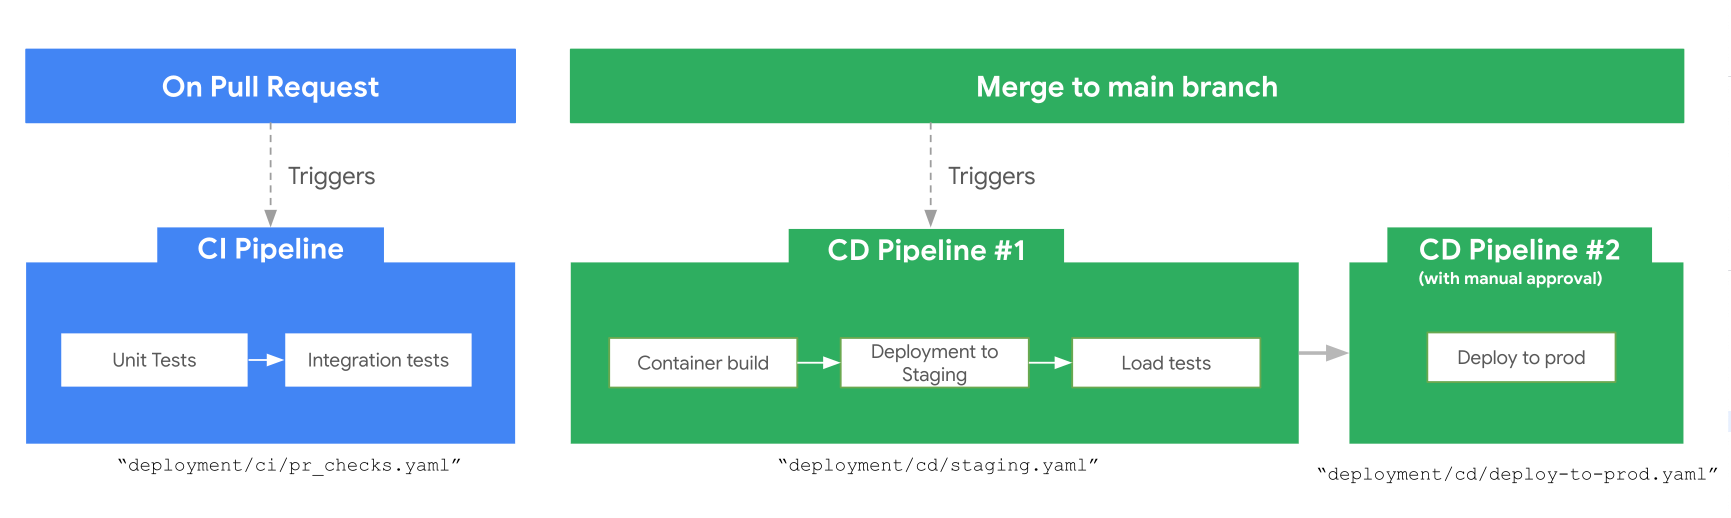 On Pull Request
Merge to main branch
Triggers
Triggers
CI Pipeline
CD Pipeline #1
CD Pipeline #2
(with manual approval)
Unit Tests
Integration tests
Container build
Deployment to
Staging
Load tests
Deploy to prod
“deployment/ci/pr_checks.yaml”
“deployment/cd/staging.yaml”
“deployment/cd/deploy-to-prod.yaml”